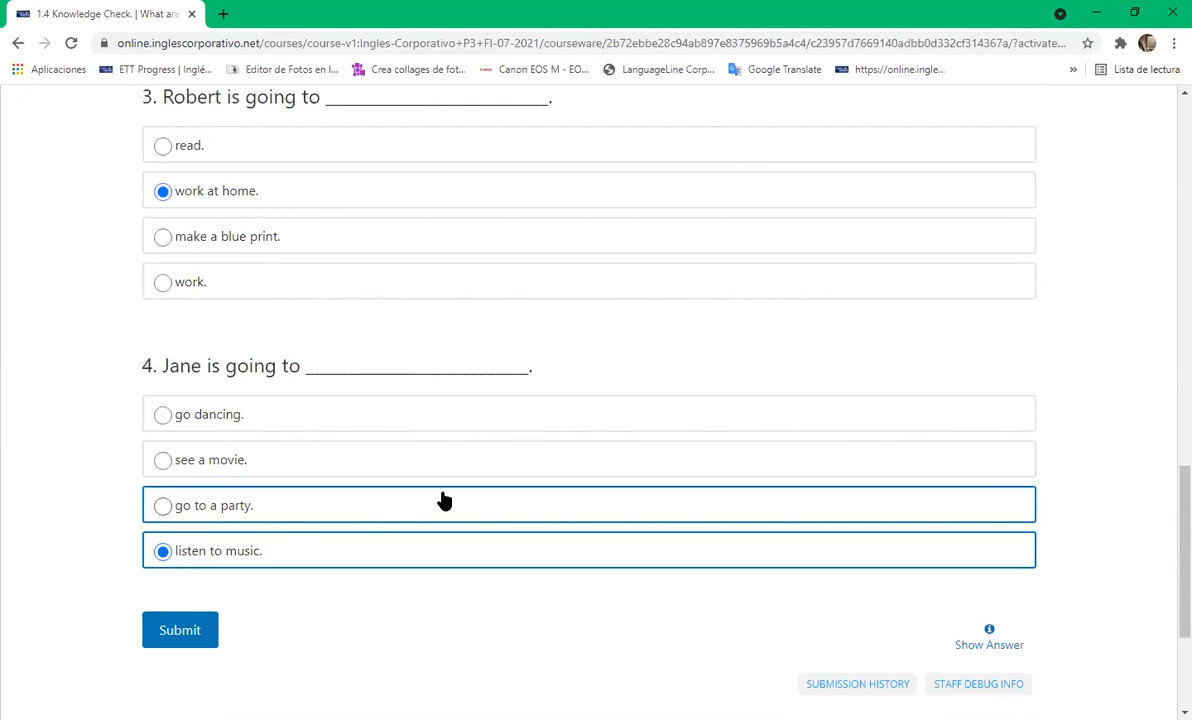 1.4 Knowledge Check. | What are
online.inglescorporativo.net/courses/course-v1:Ingles-Corporativo+P3+FI-07-2021/courseware/2b72ebbe28c94ab897e8375969b5a4c4/c23957d7669140adbb0d332cf314367a/?activate...
Aplicaciones ETT Progress | Inglé... Editor de Fotos en l... Crea collages de fot... Canon EOS M - EO... LanguageLine Corp... Google Translate https://online.ingle... » Lista de lectura
3. Robert is going to ________________________.
read.
work at home.
make a blue print.
work.
4. Jane is going to ________________________.
go dancing.
see a movie.
go to a party.
listen to music.
Submit
Show Answer
SUBMISSION HISTORY STAFF DEBUG INFO